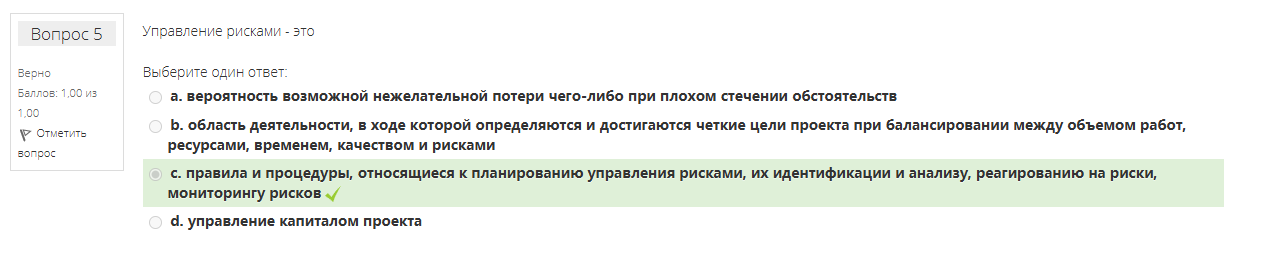 Вопрос 5
Верно
Баллов: 1,00 из
1,00
Отметить
вопрос
Управление рисками - это
Выберите один ответ:
a. вероятность возможной нежелательной потери чего-либо при плохом стечении обстоятельств
b. область деятельности, в ходе которой определяются и достигаются четкие цели проекта при балансировании между объемом работ,
ресурсами, временем, качеством и рисками
c. правила и процедуры, относящиеся к планированию управления рисками, их идентификации и анализу, реагированию на риски,
мониторингу рисков
d. управление капиталом проекта